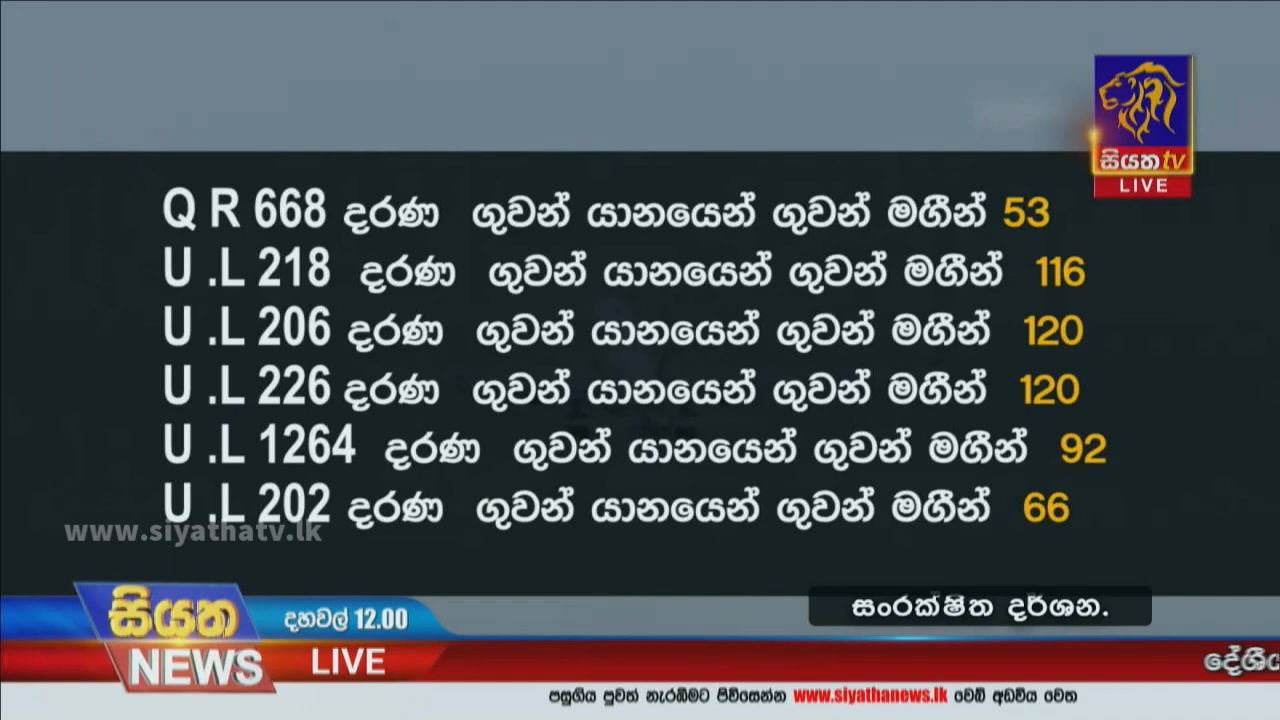 සියත tv
LIVE
Q R 668 දරණ ගුවන් යානයෙන් ගුවන් මගීන් 53
U .L 218 දරණ ගුවන් යානයෙන් ගුවන් මගීන් 116
U .L 206 දරණ ගුවන් යානයෙන් ගුවන් මගීන් 120
U .L 226 දරණ ගුවන් යානයෙන් ගුවන් මගීන් 120
U .L 1264 දරණ ගුවන් යානයෙන් ගුවන් මගීන් 92
U .L 202 දරණ ගුවන් යානයෙන් ගුවන් මගීන් 66
www.siyathatv.lk
සංරක්ෂිත දර්ශන.
සියත දහවල් 12.00
NEWS LIVE
දේශීය
පසුගිය පුවත් නැරඹීමට පිවිසෙන්න www.siyathanews.lk වෙබ් අඩවිය වෙත